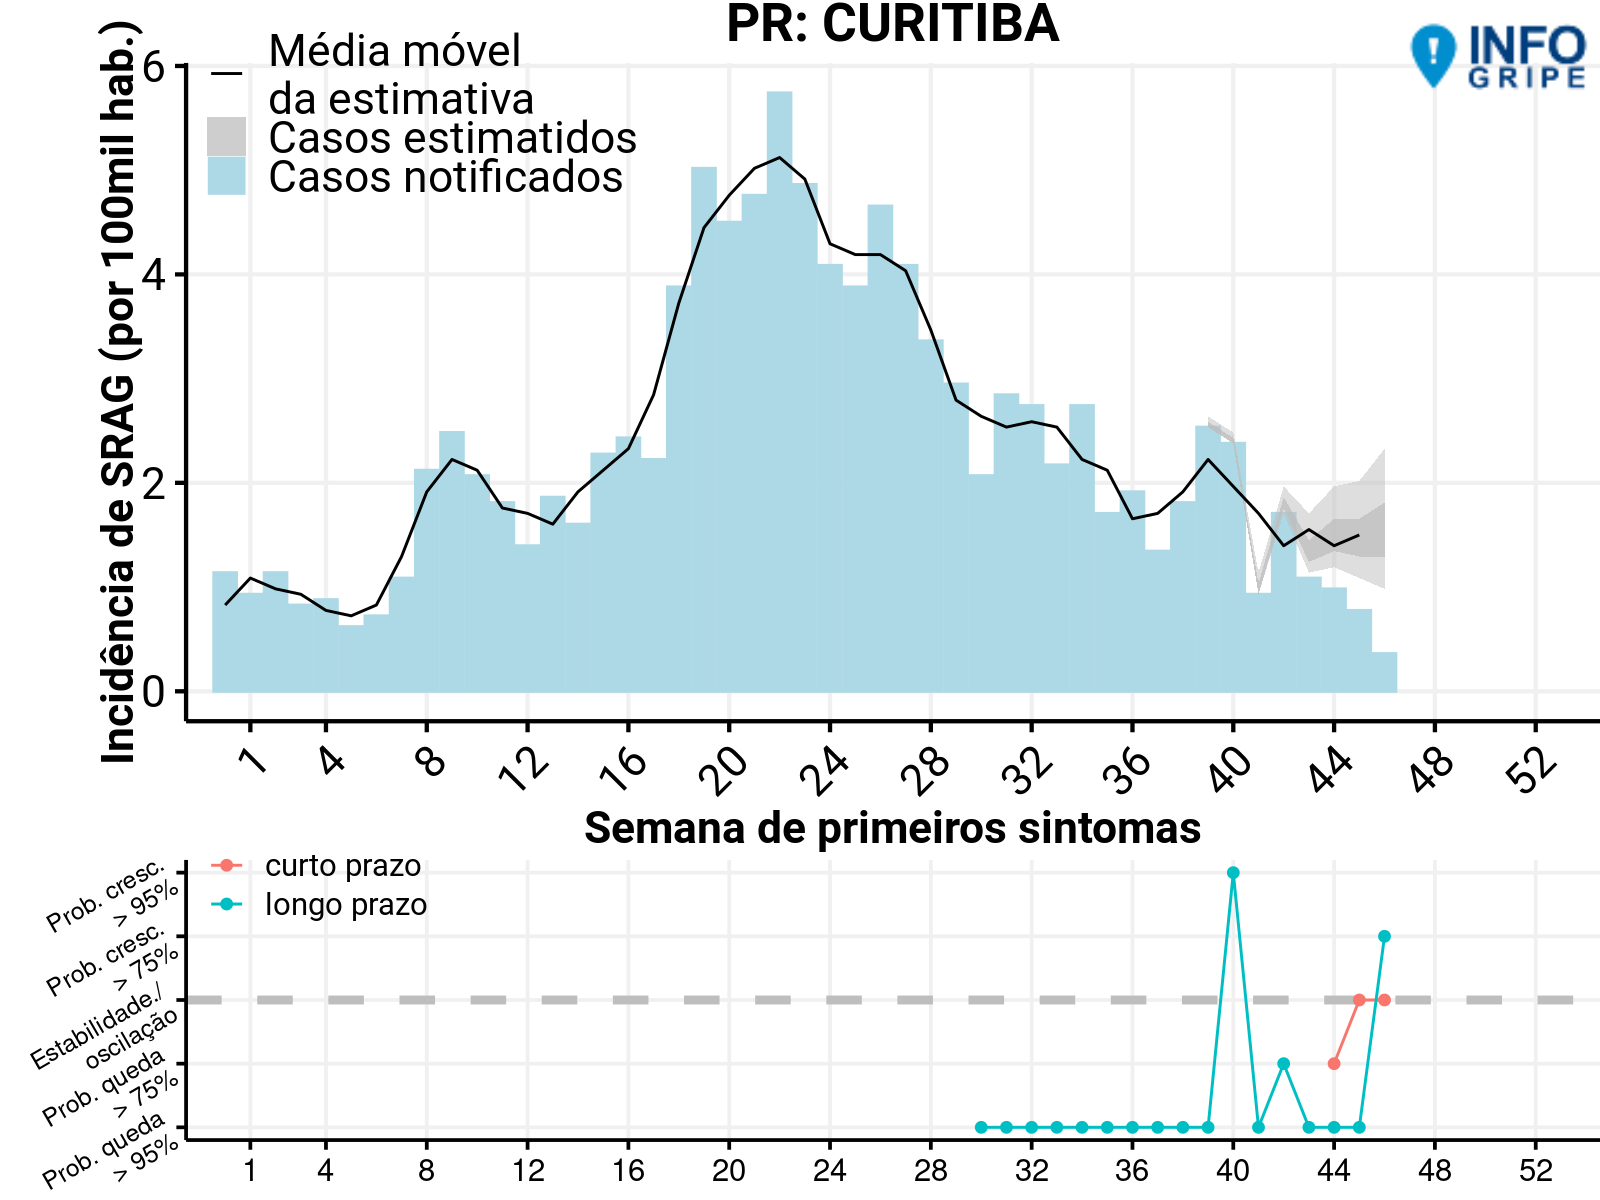 PR: CURITIBA
INFO
GRIPE
Média móvel
da estimativa
Casos estimatidos
Casos notificados
Incidência de SRAG (por 100mil hab.)
6
4
2
0
1 4 8 12 16 20 24 28 32 36 40 44 48 52
Semana de primeiros sintomas
curto prazo
longo prazo
Prob. cresc.
> 95%
Prob. cresc.
> 75%
Estabilidade./
oscilação
Prob. queda
> 75%
Prob. queda
> 95%
1 4 8 12 16 20 24 28 32 36 40 44 48 52